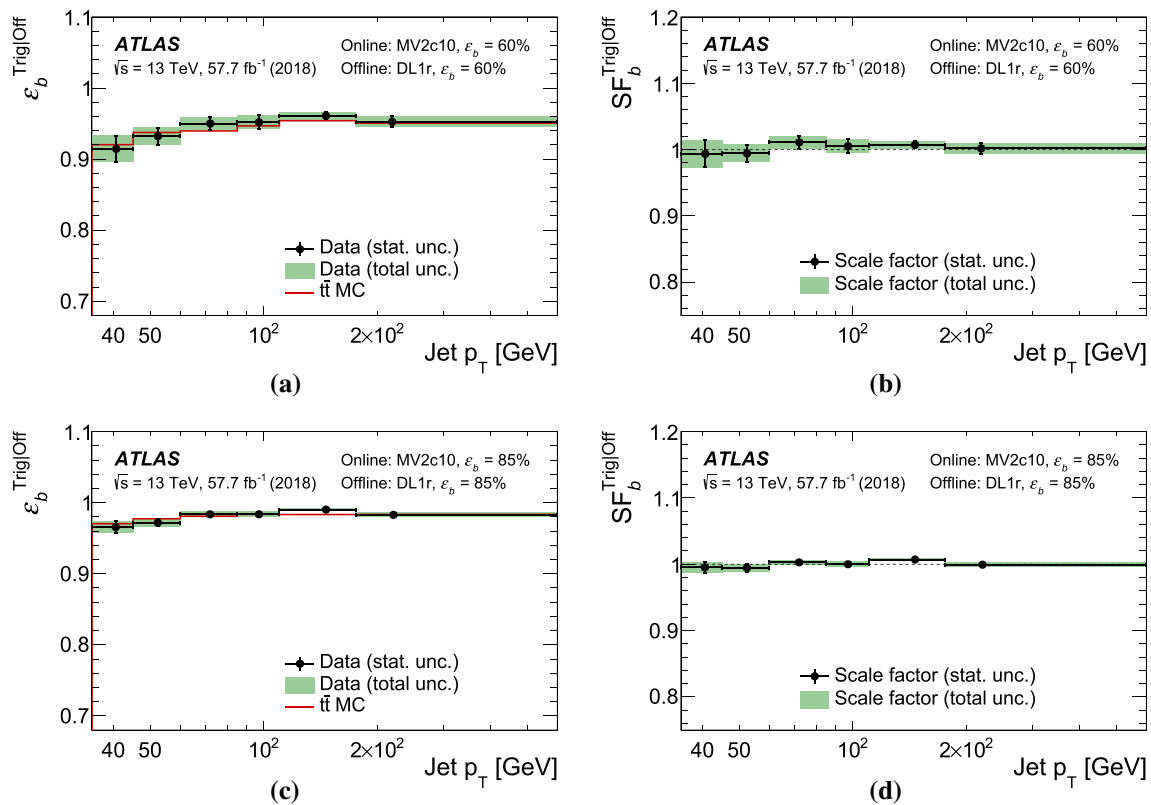 1.1
ATLAS
Online: MV2c10, ε_b = 60%
√s = 13 TeV, 57.7 fb⁻¹ (2018)
Offline: DL1r, ε_b = 60%
ε_b^Trig|Off
1
0.9
0.8
0.7
Data (stat. unc.)
Data (total unc.)
tt̄ MC
40 50 10² 2×10²
Jet p_T [GeV]
(a)
1.2
ATLAS
Online: MV2c10, ε_b = 60%
√s = 13 TeV, 57.7 fb⁻¹ (2018)
Offline: DL1r, ε_b = 60%
SF_b^Trig|Off
1.1
1
0.9
0.8
Scale factor (stat. unc.)
Scale factor (total unc.)
40 50 10² 2×10²
Jet p_T [GeV]
(b)
1.1
ATLAS
Online: MV2c10, ε_b = 85%
√s = 13 TeV, 57.7 fb⁻¹ (2018)
Offline: DL1r, ε_b = 85%
ε_b^Trig|Off
1
0.9
0.8
0.7
Data (stat. unc.)
Data (total unc.)
tt̄ MC
40 50 10² 2×10²
Jet p_T [GeV]
(c)
1.2
ATLAS
Online: MV2c10, ε_b = 85%
√s = 13 TeV, 57.7 fb⁻¹ (2018)
Offline: DL1r, ε_b = 85%
SF_b^Trig|Off
1.1
1
0.9
0.8
Scale factor (stat. unc.)
Scale factor (total unc.)
40 50 10² 2×10²
Jet p_T [GeV]
(d)